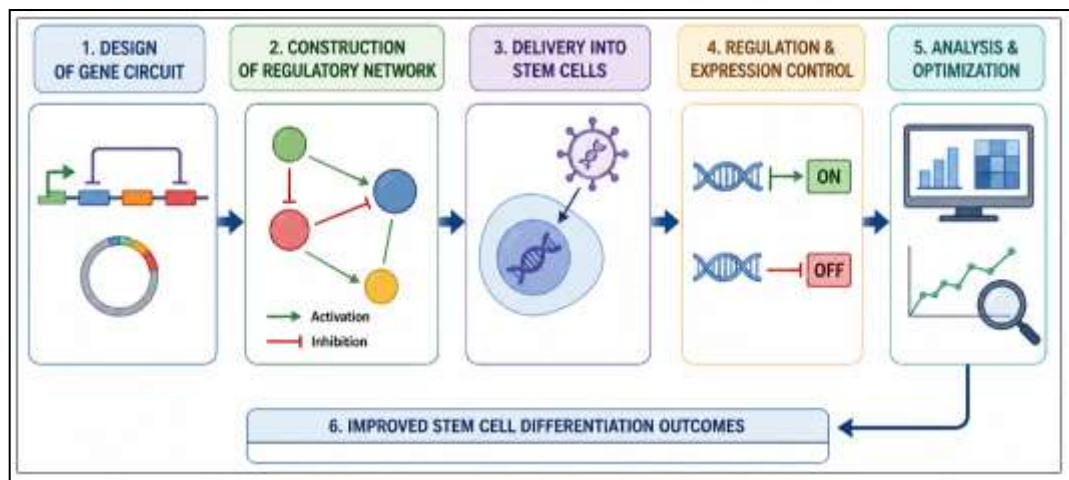 1. DESIGN
OF GENE CIRCUIT
2. CONSTRUCTION
OF REGULATORY NETWORK
3. DELIVERY INTO
STEM CELLS
4. REGULATION &
EXPRESSION CONTROL
5. ANALYSIS &
OPTIMIZATION
Activation
Inhibition
ON
OFF
6. IMPROVED STEM CELL DIFFERENTIATION OUTCOMES